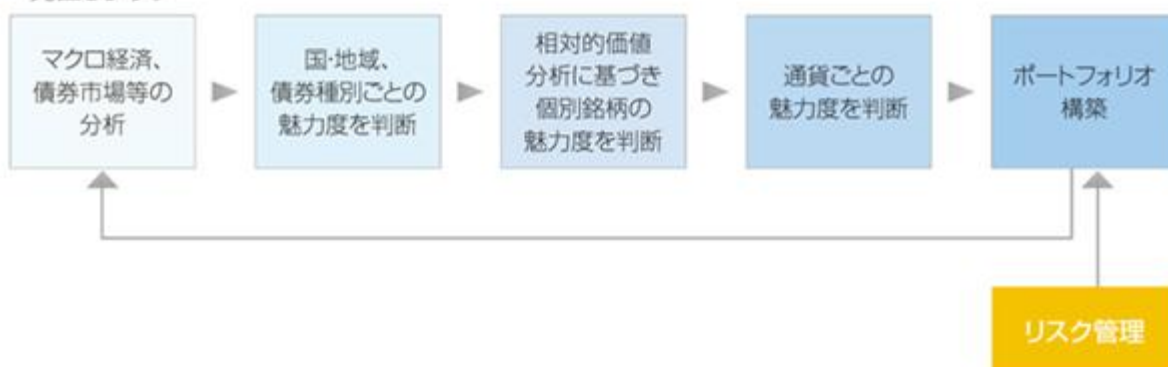 マクロ経済、
債券市場等の
分析
国・地域、
債券種別ごとの
魅力度を判断
相対的価値
分析に基づき
個別銘柄の
魅力度を判断
通貨ごとの
魅力度を判断
ポートフォリオ
構築
リスク管理